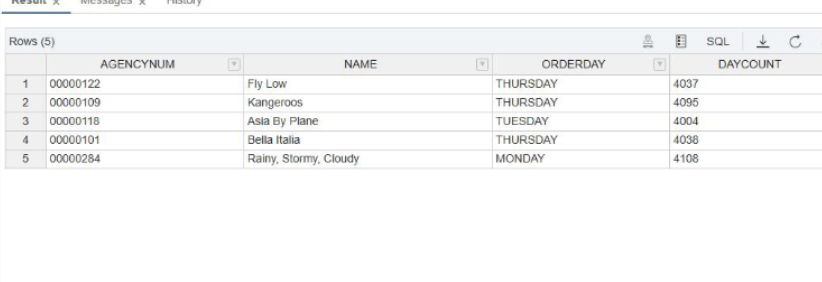 Result x Messages x History
Rows (5) SQL
AGENCYNUM NAME ORDERDAY DAYCOUNT
1 00000122 Fly Low THURSDAY 4037
2 00000109 Kangeroos THURSDAY 4095
3 00000118 Asia By Plane TUESDAY 4004
4 00000101 Bella Italia THURSDAY 4038
5 00000284 Rainy, Stormy, Cloudy MONDAY 4108